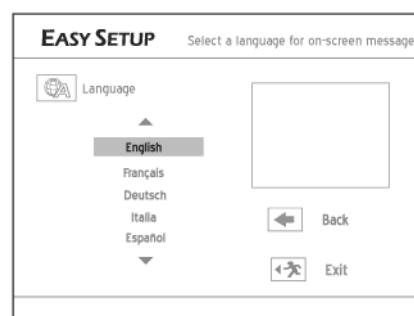 EASY SETUP
Select a language for on-screen message
Language
English
Français
Deutsch
Italia
Español
Back
Exit